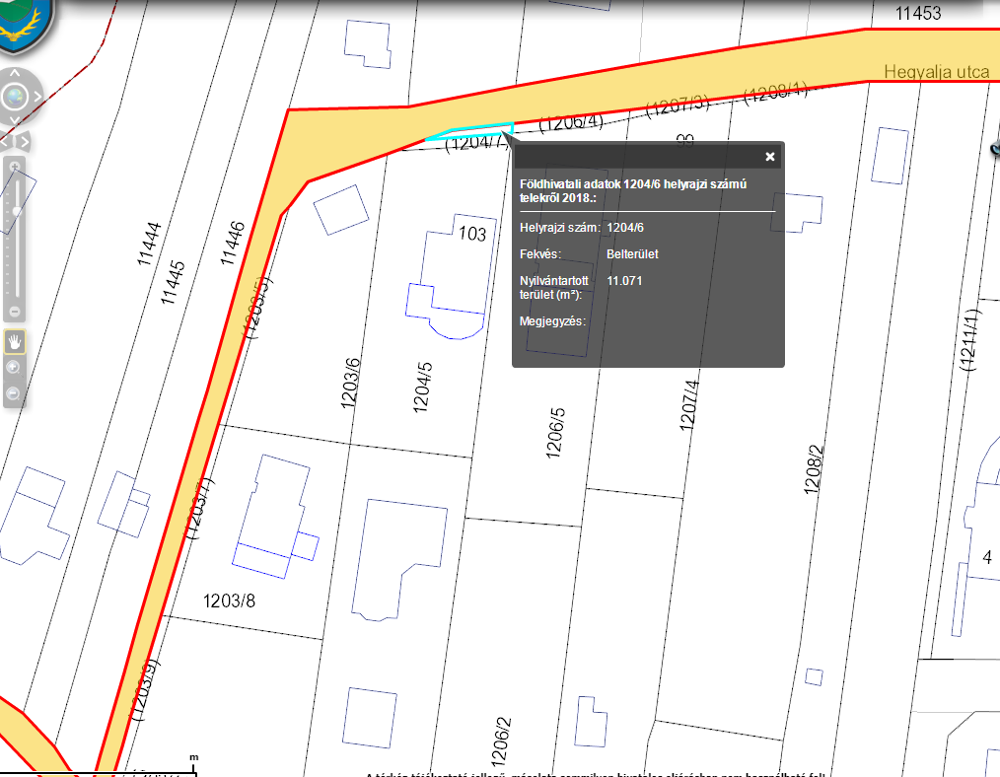 11453
Hegyalja utca
(1208/1)
(1207/3)
(1206/4)
99
Földhivatali adatok 1204/6 helyrajzi számú
telekről 2018.:
Helyrajzi szám: 1204/6
Fekvés: Belterület
Nyilvántartott 11.071
terület (m²):
Megjegyzés:
103
11444
11446
11445
(1203/5)
(1211/1)
1203/6
1204/5
1207/4
1206/5
1208/2
(1203/7)
4
1203/8
(1203/9)
1206/2
m